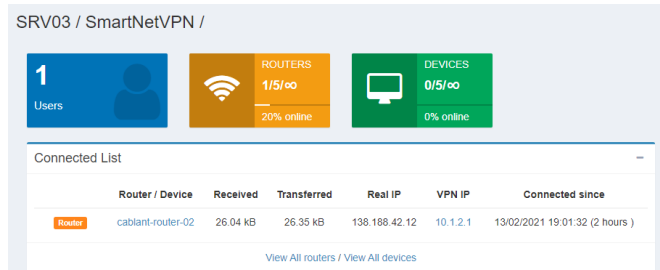 SRV03 / SmartNetVPN /
1
Users
ROUTERS
1/5/∞
20% online
DEVICES
0/5/∞
0% online
Connected List
Router / Device Received Transferred Real IP VPN IP Connected since
Router cablant-router-02 26.04 kB 26.35 kB 138.188.42.12 10.1.2.1 13/02/2021 19:01:32 (2 hours )
View All routers / View All devices